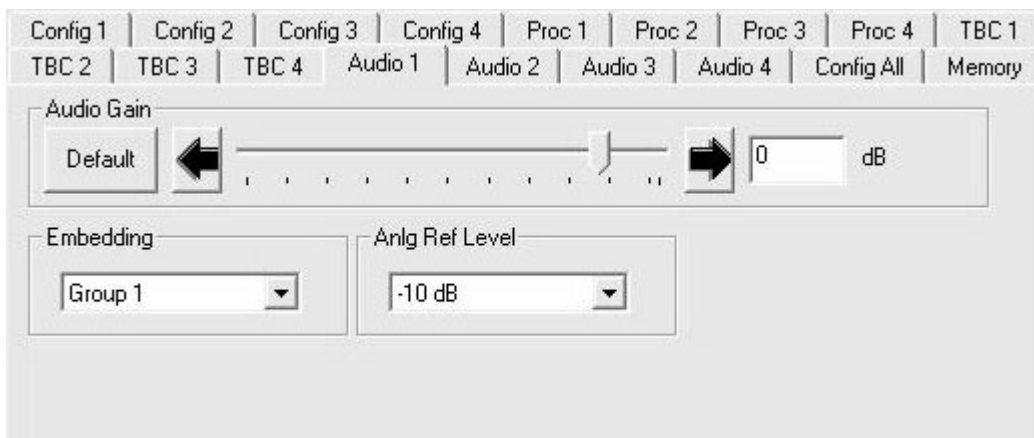 Config 1 Config 2 Config 3 Config 4 Proc 1 Proc 2 Proc 3 Proc 4 TBC 1
TBC 2 TBC 3 TBC 4 Audio 1 Audio 2 Audio 3 Audio 4 Config All Memory
Audio Gain
Default 0 dB
Embedding Anlg Ref Level
Group 1 -10 dB